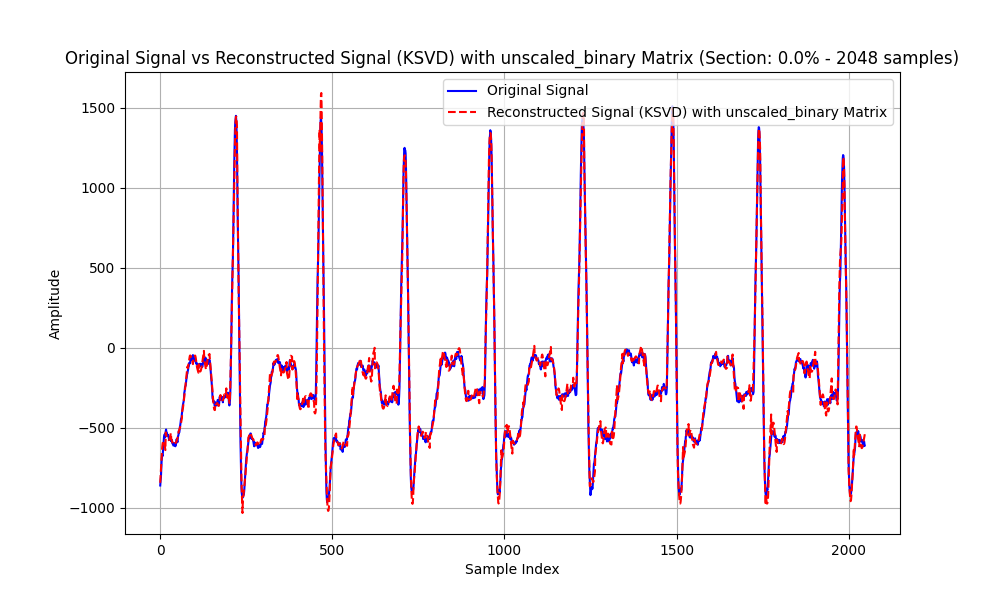 Original Signal vs Reconstructed Signal (KSVD) with unscaled_binary Matrix (Section: 0.0% - 2048 samples)
Original Signal
Reconstructed Signal (KSVD) with unscaled_binary Matrix
1500
1000
500
0
−500
−1000
Amplitude
0 500 1000 1500 2000
Sample Index